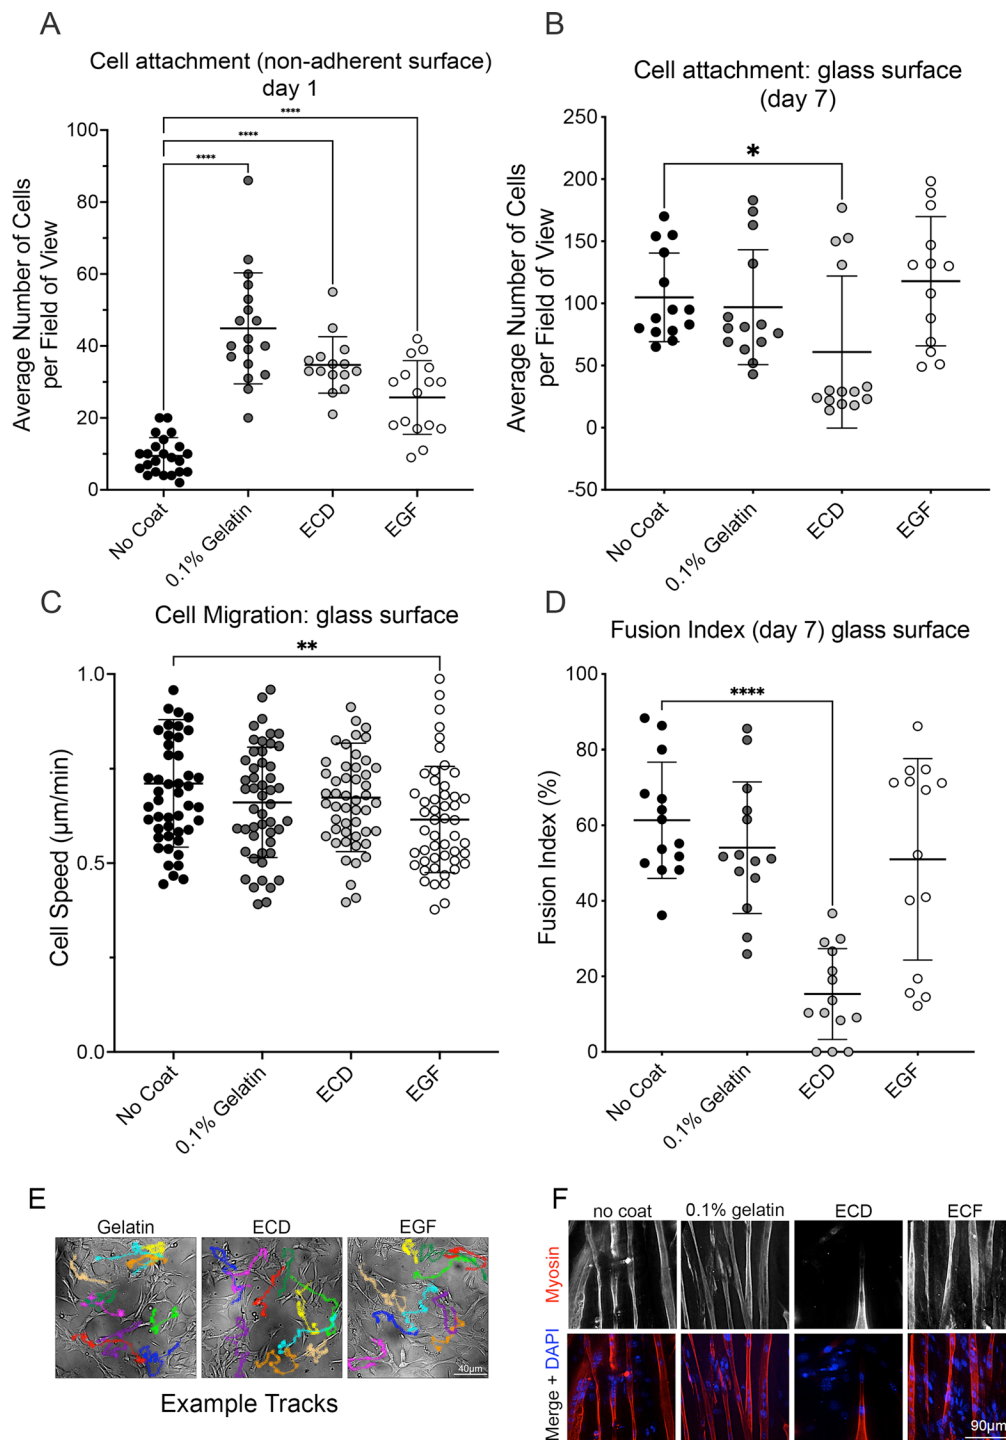 A
Cell attachment (non-adherent surface)
day 1
****
****
****
Average Number of Cells
per Field of View
100
80
60
40
20
0
No Coat
0.1% Gelatin
ECD
EGF
B
Cell attachment: glass surface
(day 7)
*
Average Number of Cells
per Field of View
250
200
150
100
50
0
-50
No Coat
0.1% Gelatin
ECD
EGF
C
Cell Migration: glass surface
**
Cell Speed (µm/min)
1.0
0.5
0.0
No Coat
0.1% Gelatin
ECD
EGF
D
Fusion Index (day 7) glass surface
****
Fusion Index (%)
100
80
60
40
20
0
No Coat
0.1% Gelatin
ECD
EGF
E
Gelatin
ECD
EGF
40µm
Example Tracks
F
no coat
0.1% gelatin
ECD
ECF
Myosin
Merge + DAPI
90µm